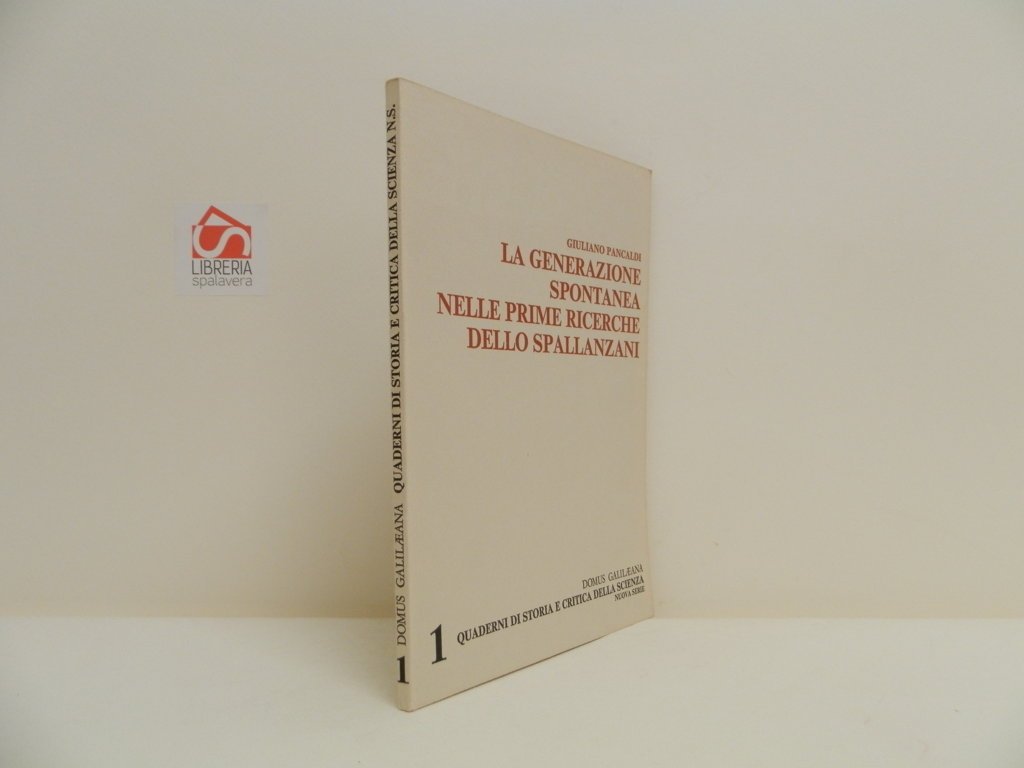 LIBRERIA
spalavera
1 DOMUS GALILÆANA QUADERNI DI STORIA E CRITICA DELLA SCIENZA N.S.
GIULIANO PANCALDI
LA GENERAZIONE
SPONTANEA
NELLE PRIME RICERCHE
DELLO SPALLANZANI
DOMUS GALILÆANA
1 QUADERNI DI STORIA E CRITICA DELLA SCIENZA
NUOVA SERIE